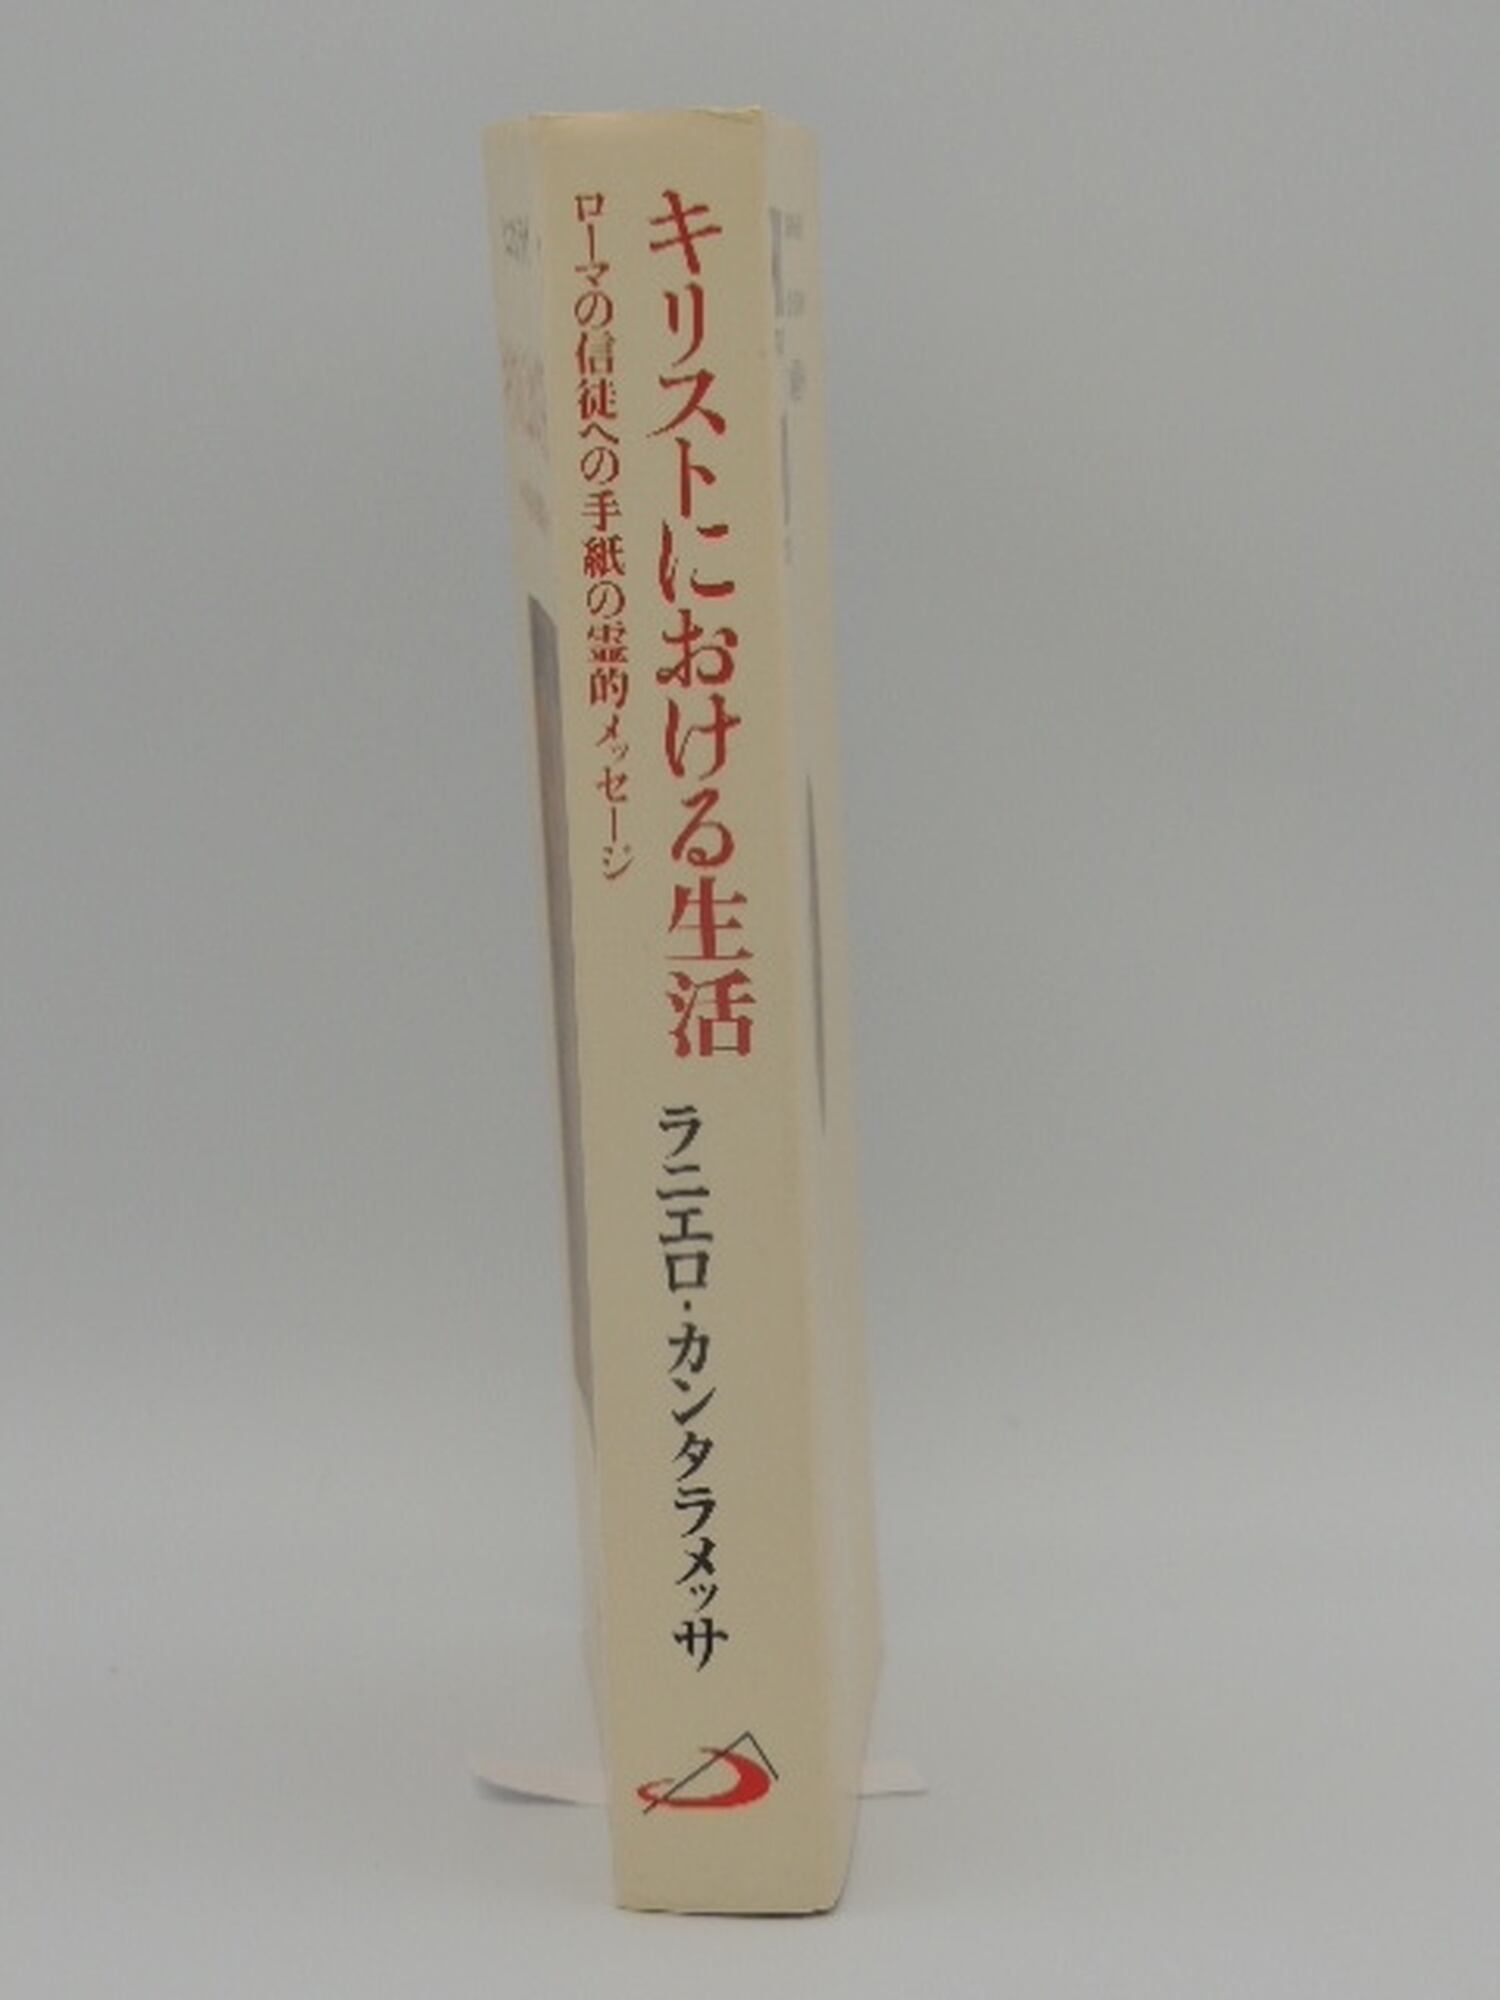 キリストにおける生活
ローマの信徒への手紙の霊的メッセージ
ラニエロ・カンタラメッサ